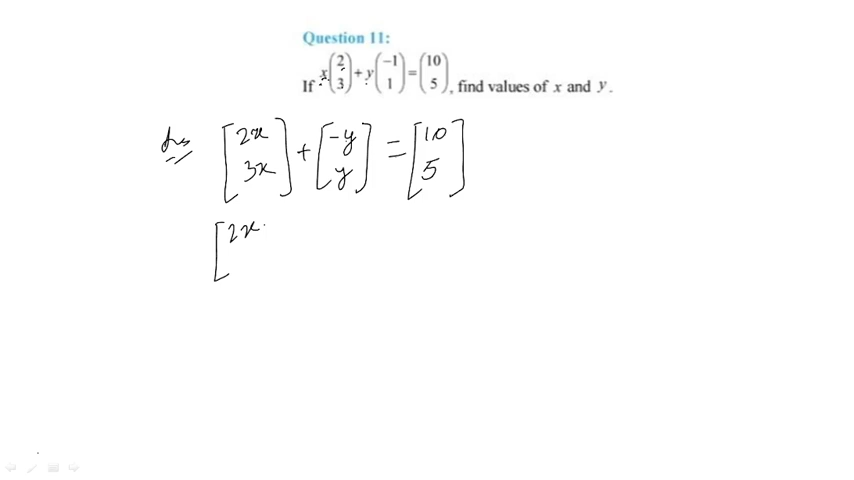 Question 11:
If x(2 3) + y(-1 1) = (10 5), find values of x and y.
Ans [2x 3x] + [-y y] = [10 5]
[2x